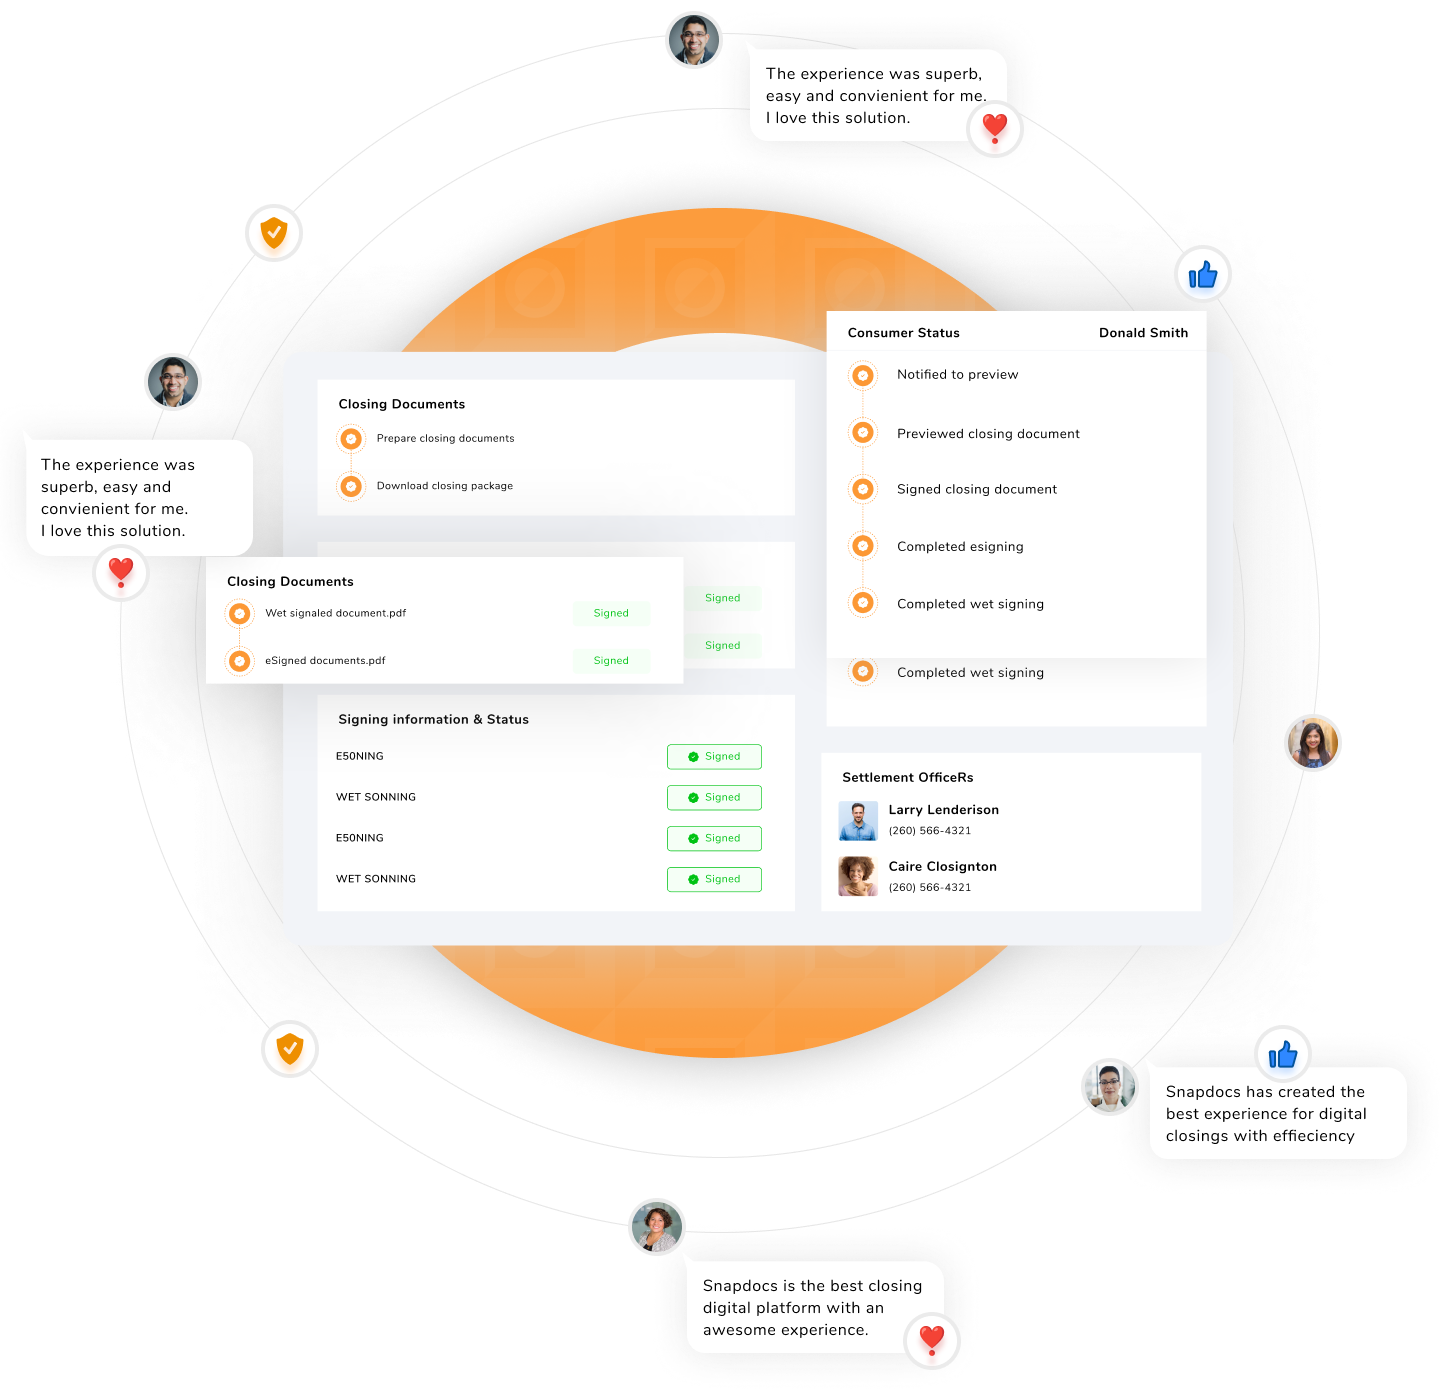 The experience was superb,
easy and convienient for me.
I love this solution.
Consumer Status
Donald Smith
Notified to preview
Previewed closing document
Signed closing document
Completed esigning
Completed wet signing
Completed wet signing
Closing Documents
Prepare closing documents
Download closing package
The experience was
superb, easy and
convienient for me.
I love this solution.
Closing Documents
Wet signaled document.pdf
Signed
eSigned documents.pdf
Signed
Signed
Signed
Signing information & Status
E50NING
Signed
WET SONNING
Signed
E50NING
Signed
WET SONNING
Signed
Settlement OfficeRs
Larry Lenderison
(260) 566-4321
Caire Closignton
(260) 566-4321
Snapdocs has created the
best experience for digital
closings with effieciency
Snapdocs is the best closing
digital platform with an
awesome experience.